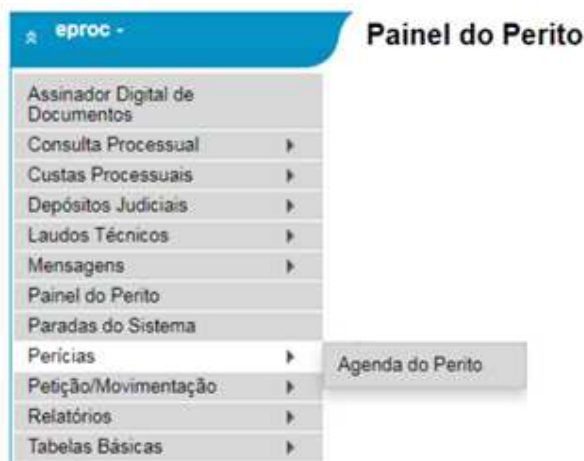 eproc -
Painel do Perito
Assinador Digital de
Documentos
Consulta Processual
Custas Processuais
Depósitos Judiciais
Laudos Técnicos
Mensagens
Painel do Perito
Paradas do Sistema
Perícias
Agenda do Perito
Petição/Movimentação
Relatórios
Tabelas Básicas